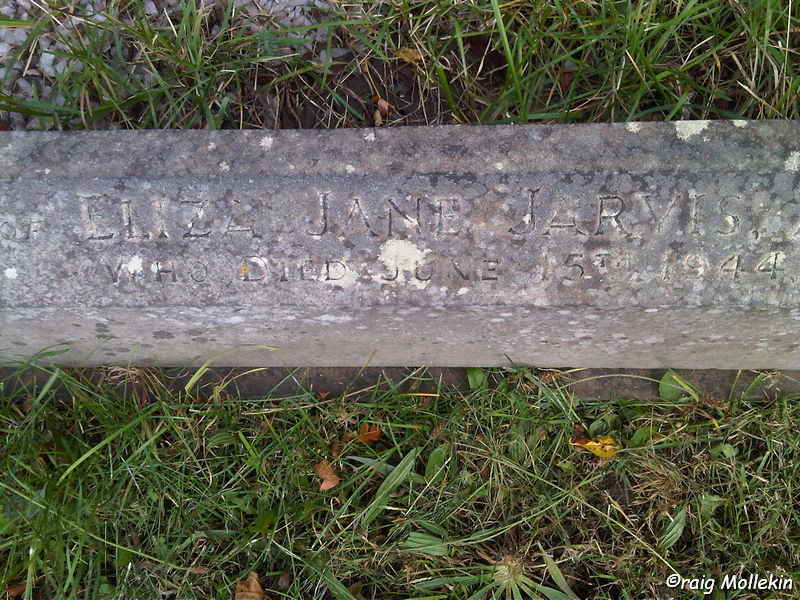 OF ELIZA JANE JARVIS,
WHO DIED JUNE 15TH, 1944,
©raig Mollekin